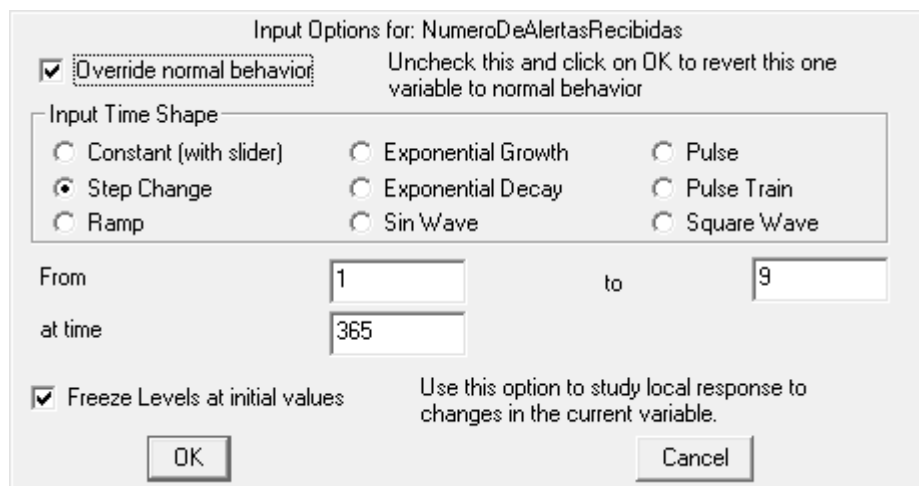 Input Options for: NumeroDeAlertasRecibidas
Override normal behavior
Uncheck this and click on OK to revert this one
variable to normal behavior
Input Time Shape
Constant (with slider)
Exponential Growth
Pulse
Step Change
Exponential Decay
Pulse Train
Ramp
Sin Wave
Square Wave
From
1
to
9
at time
365
Freeze Levels at initial values
Use this option to study local response to
changes in the current variable.
OK
Cancel